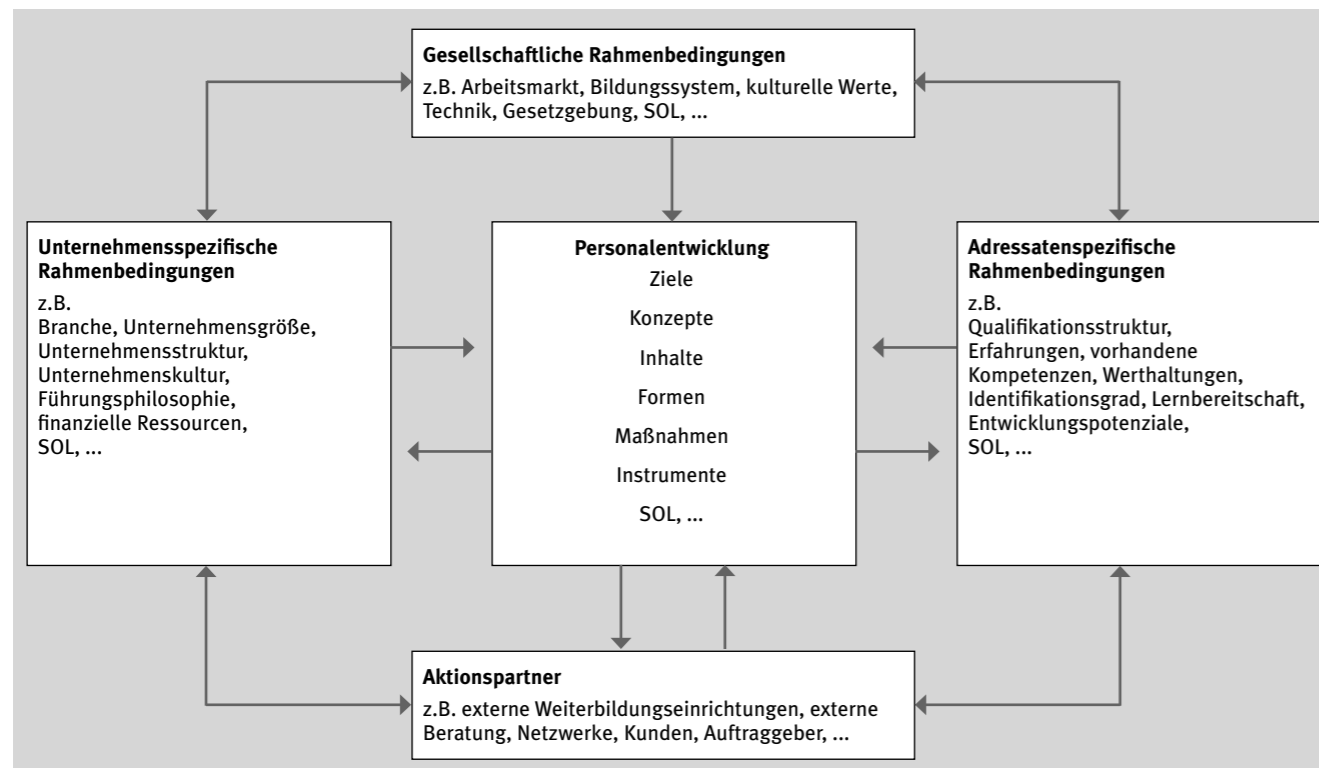 Gesellschaftliche Rahmenbedingungen
z.B. Arbeitsmarkt, Bildungssystem, kulturelle Werte,
Technik, Gesetzgebung, SOL, ...
Unternehmensspezifische
Rahmenbedingungen
z.B.
Branche, Unternehmensgröße,
Unternehmensstruktur,
Unternehmenskultur,
Führungsphilosophie,
finanzielle Ressourcen,
SOL, ...
Personalentwicklung
Ziele
Konzepte
Inhalte
Formen
Maßnahmen
Instrumente
SOL, ...
Adressatenspezifische
Rahmenbedingungen
z.B.
Qualifikationsstruktur,
Erfahrungen, vorhandene
Kompetenzen, Werthaltungen,
Identifikationsgrad, Lernbereitschaft,
Entwicklungspotenziale,
SOL, ...
Aktionspartner
z.B. externe Weiterbildungseinrichtungen, externe
Beratung, Netzwerke, Kunden, Auftraggeber, ...